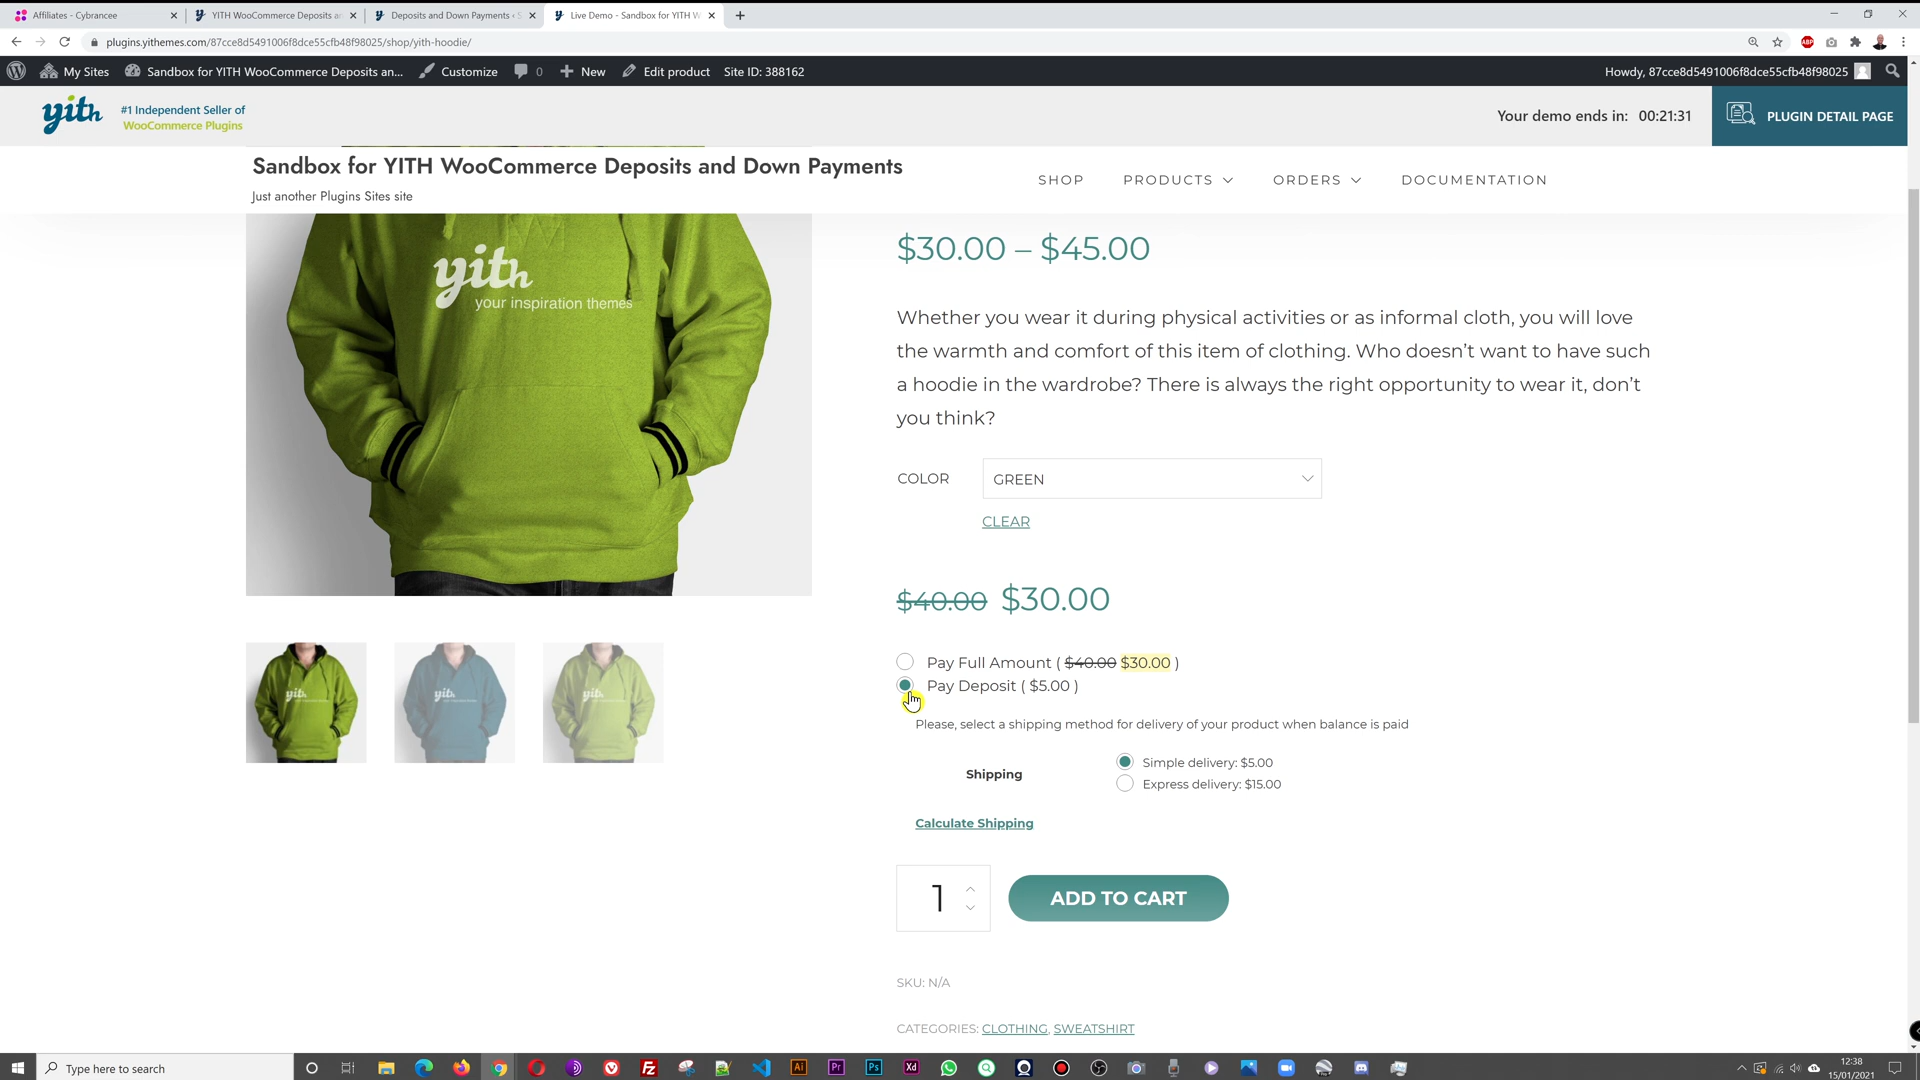 Affiliates - Cybrancee
YITH WooCommerce Deposits an
Deposits and Down Payments
Live Demo - Sandbox for YITH W
plugins.yithemes.com/87cce8d5491006f8dce55cfb48f98025/shop/yith-hoodie/
ABP
My Sites
Sandbox for YITH WooCommerce Deposits an...
Customize
0
New
Edit product
Site ID: 388162
Howdy, 87cce8d5491006f8dce55cfb48f98025
yith
#1 Independent Seller of
WooCommerce Plugins
Your demo ends in: 00:21:31
PLUGIN DETAIL PAGE
Sandbox for YITH WooCommerce Deposits and Down Payments
Just another Plugins Sites site
SHOP
PRODUCTS
ORDERS
DOCUMENTATION
yith
your inspiration themes
$30.00 – $45.00
Whether you wear it during physical activities or as informal cloth, you will love
the warmth and comfort of this item of clothing. Who doesn't want to have such
a hoodie in the wardrobe? There is always the right opportunity to wear it, don't
you think?
COLOR
GREEN
CLEAR
$40.00 $30.00
Pay Full Amount ( $40.00 $30.00 )
Pay Deposit ( $5.00 )
Please, select a shipping method for delivery of your product when balance is paid
Shipping
Simple delivery: $5.00
Express delivery: $15.00
Calculate Shipping
1
ADD TO CART
SKU: N/A
CATEGORIES: CLOTHING, SWEATSHIRT
yith
yith
yith
Type here to search
Ai
Pr
Ps
Xd
12:38
15/01/2021